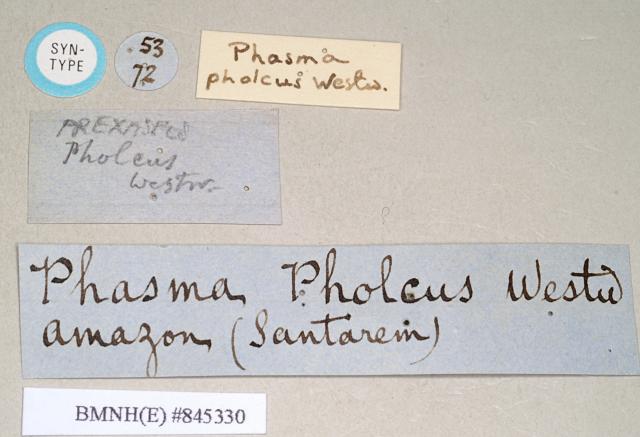 SYN-
TYPE
.53
72
Phasma
pholcus Westw.
PREXASPES
Pholcus
Westw.
Phasma Pholcus Westw
amazon (Santarem)
BMNH(E) #845330